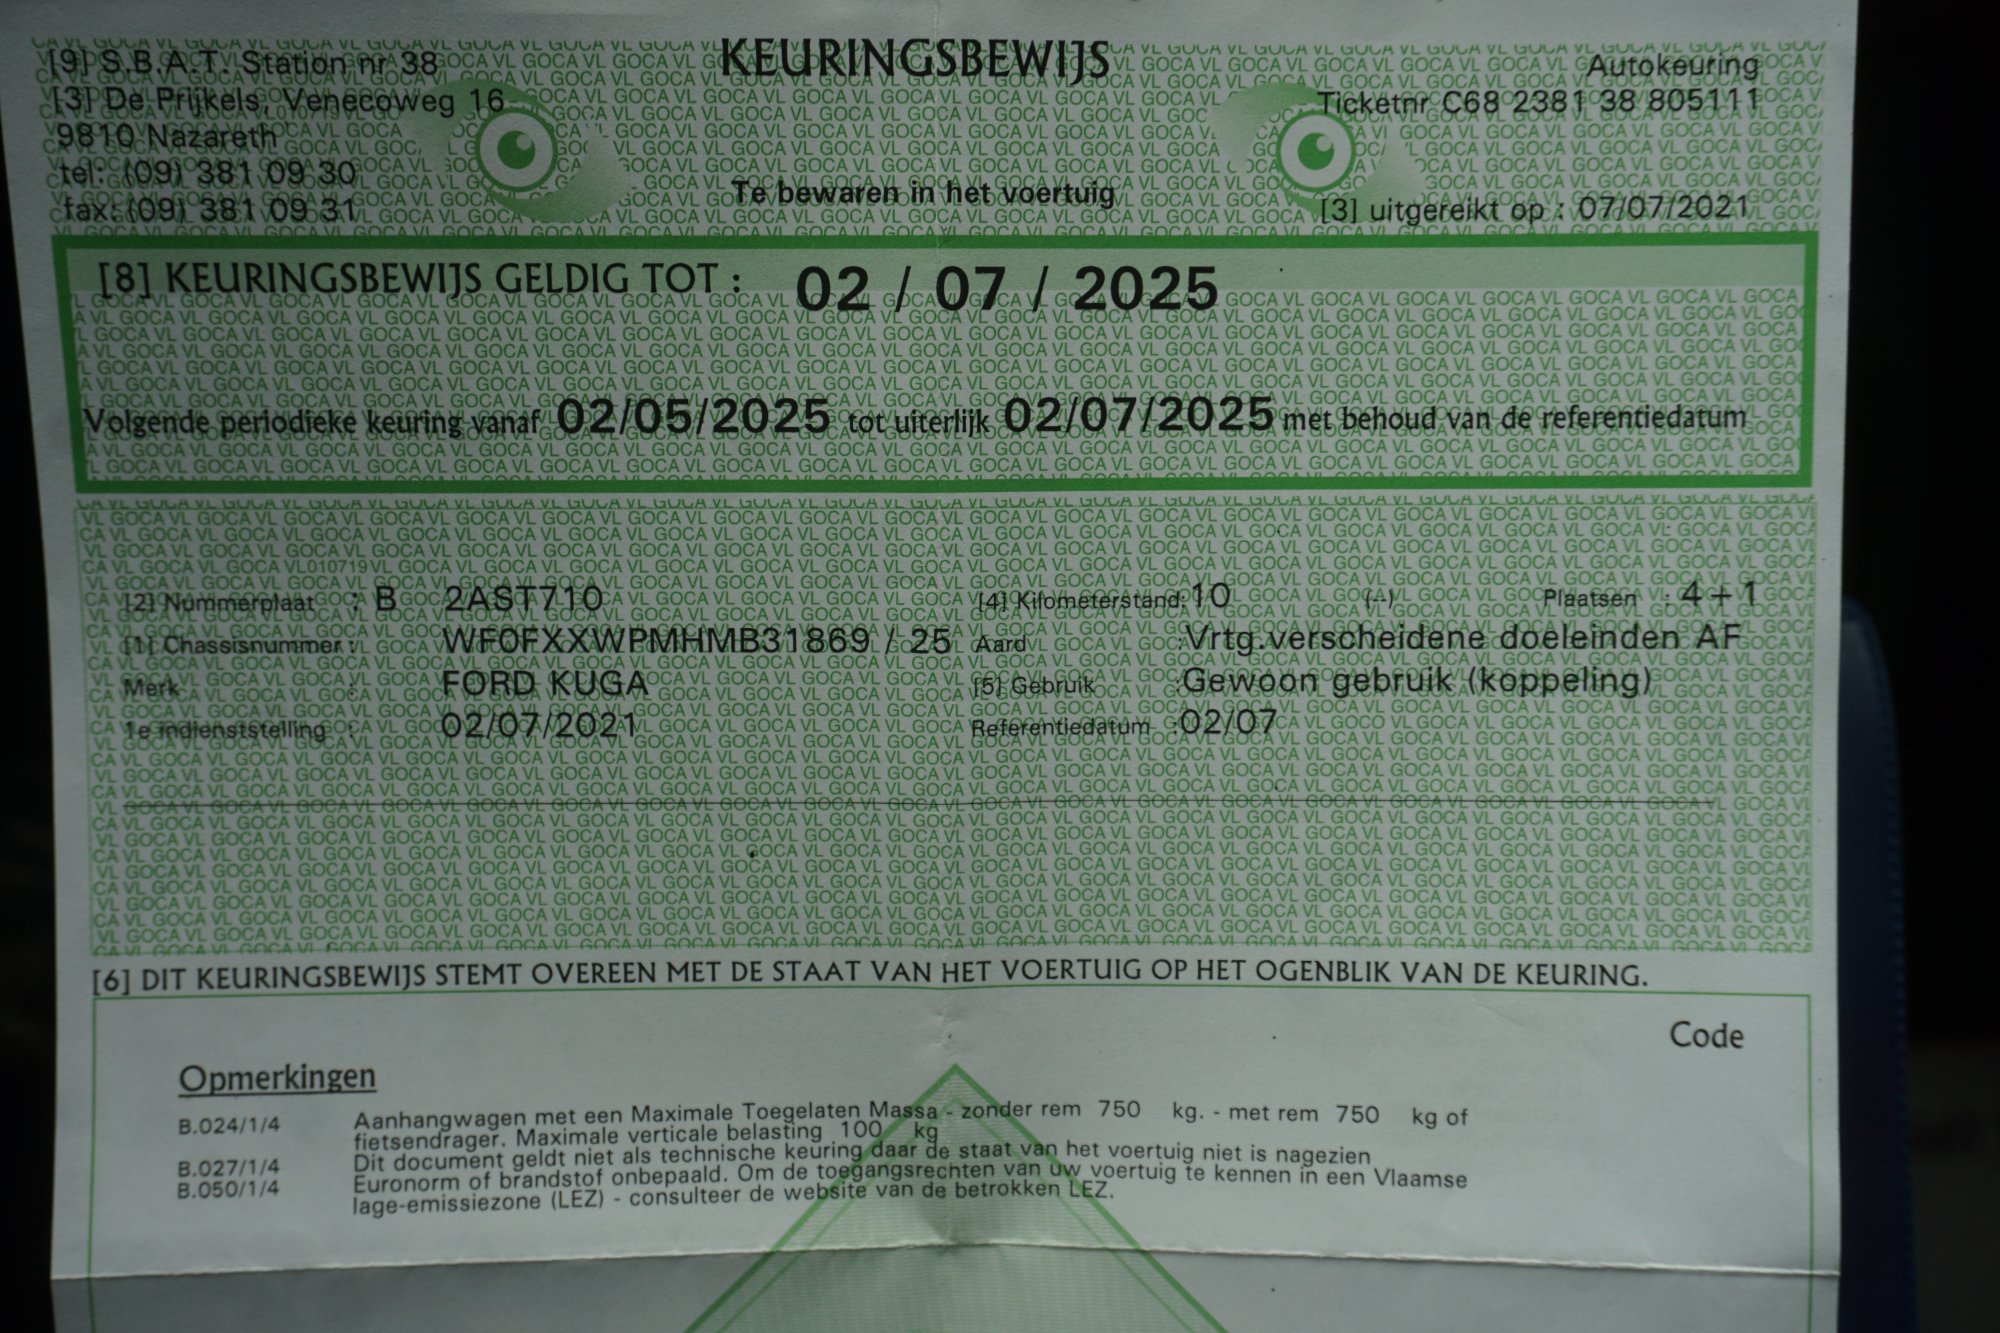 KEURINGSBEWIJS
[9] S.B.A.T. Station nr 38
[3] De Prijkels, Venecoweg 16
9810 Nazareth
tel: (09) 381 09 30
fax: (09) 381 09 31
Te bewaren in het voertuig
Autokeuring
Ticketnr C68 2381 38 805111
[3] uitgereikt op : 07/07/2021
[8] KEURINGSBEWIJS GELDIG TOT : 02 / 07 / 2025
Volgende periodieke keuring vanaf 02/05/2025 tot uiterlijk 02/07/2025 met behoud van de referentiedatum
[2] Nummerplaat : B 2AST710 [4] Kilometerstand: 10 (--) Plaatsen : 4 + 1
[1] Chassisnummer : WF0FXXWPMHMB31869 / 25 Aard :Vrtg.verscheidene doeleinden AF
Merk : FORD KUGA [5] Gebruik :Gewoon gebruik (koppeling)
1e indienststelling : 02/07/2021 Referentiedatum :02/07
[6] DIT KEURINGSBEWIJS STEMT OVEREEN MET DE STAAT VAN HET VOERTUIG OP HET OGENBLIK VAN DE KEURING.
Code
Opmerkingen
B.024/1/4 Aanhangwagen met een Maximale Toegelaten Massa - zonder rem 750 kg. - met rem 750 kg of
fietsendrager. Maximale verticale belasting 100 kg
B.027/1/4 Dit document geldt niet als technische keuring daar de staat van het voertuig niet is nagezien
B.050/1/4 Euronorm of brandstof onbepaald. Om de toegangsrechten van uw voertuig te kennen in een Vlaamse
lage-emissiezone (LEZ) - consulteer de website van de betrokken LEZ.